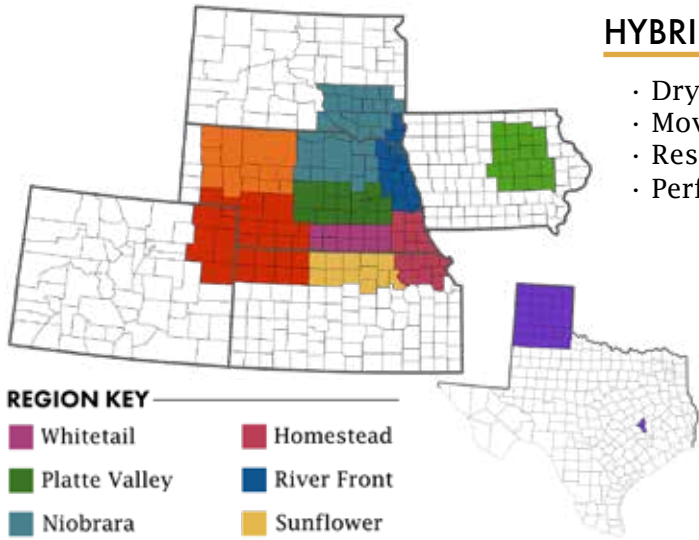 HYBRI
· Dry
· Mov
· Res
· Perf
REGION KEY
Whitetail
Homestead
Platte Valley
River Front
Niobrara
Sunflower